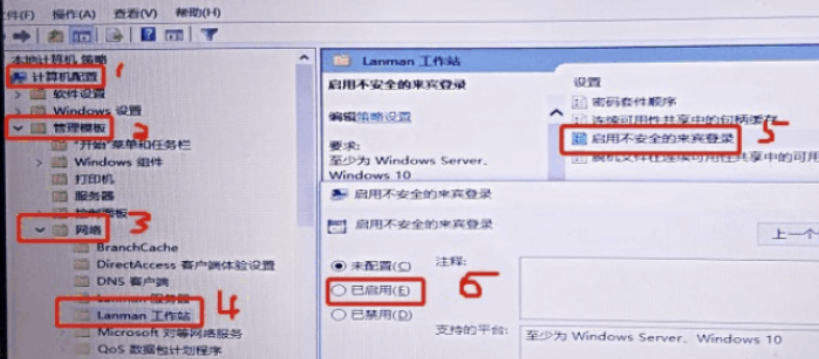 文件(F) 操作(A) 查看(V) 帮助(H)
本地计算机 策略
计算机配置 1
软件设置
Windows 设置
管理模板 2
"开始"菜单和任务栏
Windows 组件
打印机
服务器
控制面板
网络 3
BranchCache
DirectAccess 客户端体验设置
DNS 客户端
Lanman 服务器
Lanman 工作站 4
Microsoft 对等网络服务
QoS 数据包计划程序
Lanman 工作站
启用不安全的来宾登录
编辑策略设置
要求:
至少为 Windows Server、
Windows 10
设置
密码套件顺序
连续可用性共享中的句柄缓存
启用不安全的来宾登录 5
脱机文件在连续可用性共享中的可用
启用不安全的来宾登录
启用不安全的来宾登录
上一个
未配置(C) 注释:
已启用(E) 6
已禁用(D)
支持的平台: 至少为 Windows Server、Windows 10